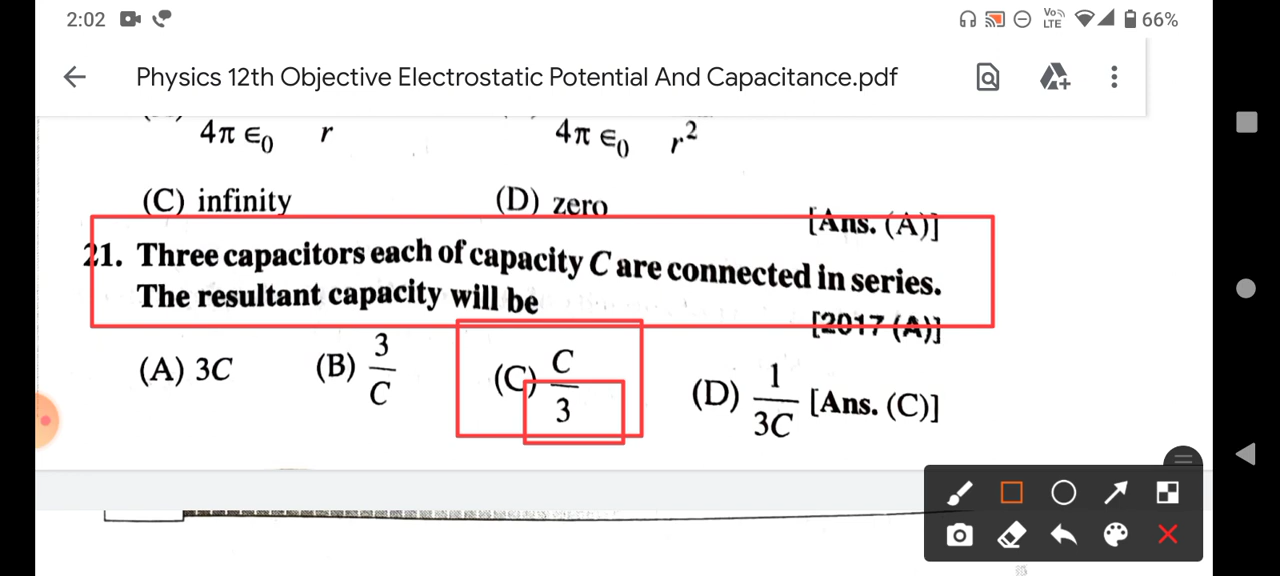 2:02
Vo LTE
66%
Physics 12th Objective Electrostatic Potential And Capacitance.pdf
4π ∈0 r
4π ∈0 r²
(C) infinity (D) zero
[Ans. (A)]
21. Three capacitors each of capacity C are connected in series.
The resultant capacity will be
[2017 (A)]
(A) 3C (B) 3/C (C) C/3 (D) 1/3C [Ans. (C)]